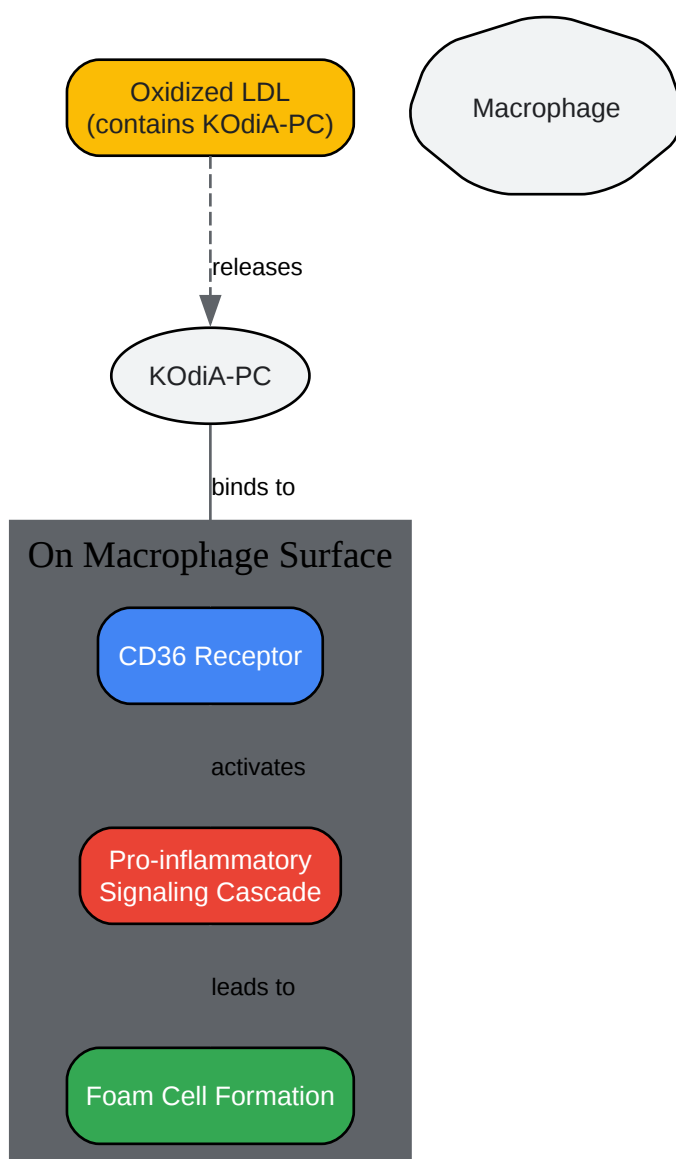 Oxidized LDL
(contains KOdiA-PC)
Macrophage
releases
KOdiA-PC
binds to
On Macrophage Surface
CD36 Receptor
activates
Pro-inflammatory
Signaling Cascade
leads to
Foam Cell Formation